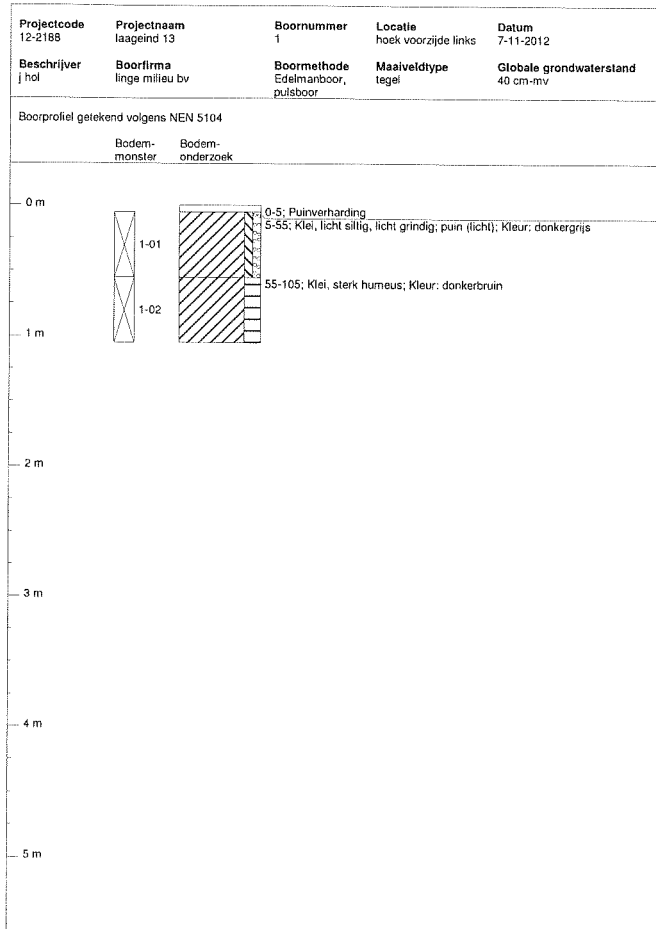 Projectcode Projectnaam Boornummer Locatie Datum
12-2188 laageind 13 1 hoek voorzijde links 7-11-2012
Beschrijver Boorfirma Boormethode Maaiveldtype Globale grondwaterstand
j hol linge milieu bv Edelmanboor, tegel 40 cm-mv
pulsboor
Boorprofiel getekend volgens NEN 5104
Bodem- Bodem-
monster onderzoek
0 m
0-5; Puinverharding
5-55; Klei, licht siltig, licht grindig; puin (licht); Kleur: donkergrijs
1-01
55-105; Klei, sterk humeus; Kleur: donkerbruin
1-02
1 m
2 m
3 m
4 m
5 m